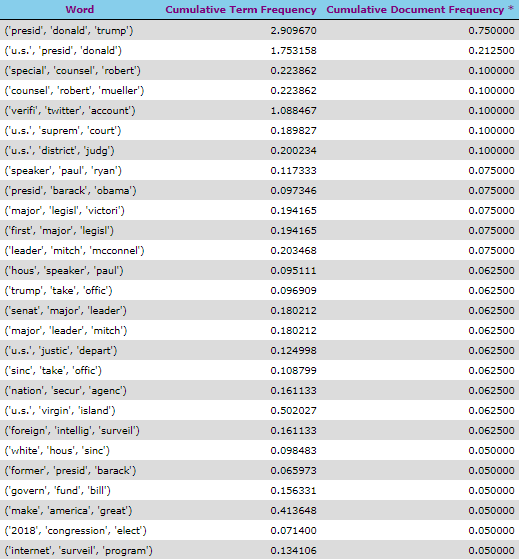 Word Cumulative Term Frequency Cumulative Document Frequency *
('presid', 'donald', 'trump') 2.909670 0.750000
('u.s.', 'presid', 'donald') 1.753158 0.212500
('special', 'counsel', 'robert') 0.223862 0.100000
('counsel', 'robert', 'mueller') 0.223862 0.100000
('verifi', 'twitter', 'account') 1.088467 0.100000
('u.s.', 'suprem', 'court') 0.189827 0.100000
('u.s.', 'district', 'judg') 0.200234 0.100000
('speaker', 'paul', 'ryan') 0.117333 0.075000
('presid', 'barack', 'obama') 0.097346 0.075000
('major', 'legisl', 'victori') 0.194165 0.075000
('first', 'major', 'legisl') 0.194165 0.075000
('leader', 'mitch', 'mcconnel') 0.203468 0.075000
('hous', 'speaker', 'paul') 0.095111 0.062500
('trump', 'take', 'offic') 0.096909 0.062500
('senat', 'major', 'leader') 0.180212 0.062500
('major', 'leader', 'mitch') 0.180212 0.062500
('u.s.', 'justic', 'depart') 0.124998 0.062500
('sinc', 'take', 'offic') 0.108799 0.062500
('nation', 'secur', 'agenc') 0.161133 0.062500
('u.s.', 'virgin', 'island') 0.502027 0.062500
('foreign', 'intellig', 'surveil') 0.161133 0.062500
('white', 'hous', 'sinc') 0.098483 0.050000
('former', 'presid', 'barack') 0.065973 0.050000
('govern', 'fund', 'bill') 0.156331 0.050000
('make', 'america', 'great') 0.413648 0.050000
('2018', 'congression', 'elect') 0.071400 0.050000
('internet', 'surveil', 'program') 0.134106 0.050000